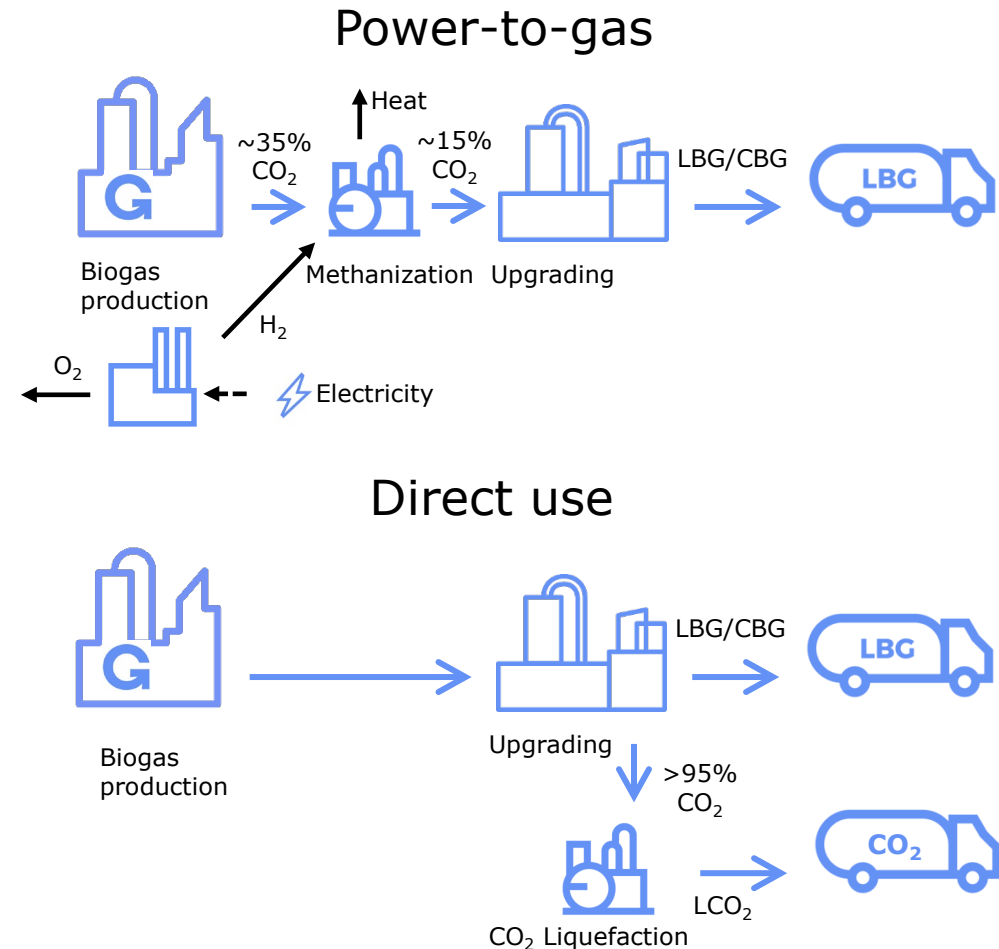 Power-to-gas
Heat
~35%
CO₂
~15%
CO₂
LBG/CBG
LBG
G
Biogas
production
Methanization
Upgrading
H₂
O₂
Electricity
Direct use
LBG/CBG
LBG
G
Biogas
production
Upgrading
>95%
CO₂
CO₂
LCO₂
CO₂ Liquefaction